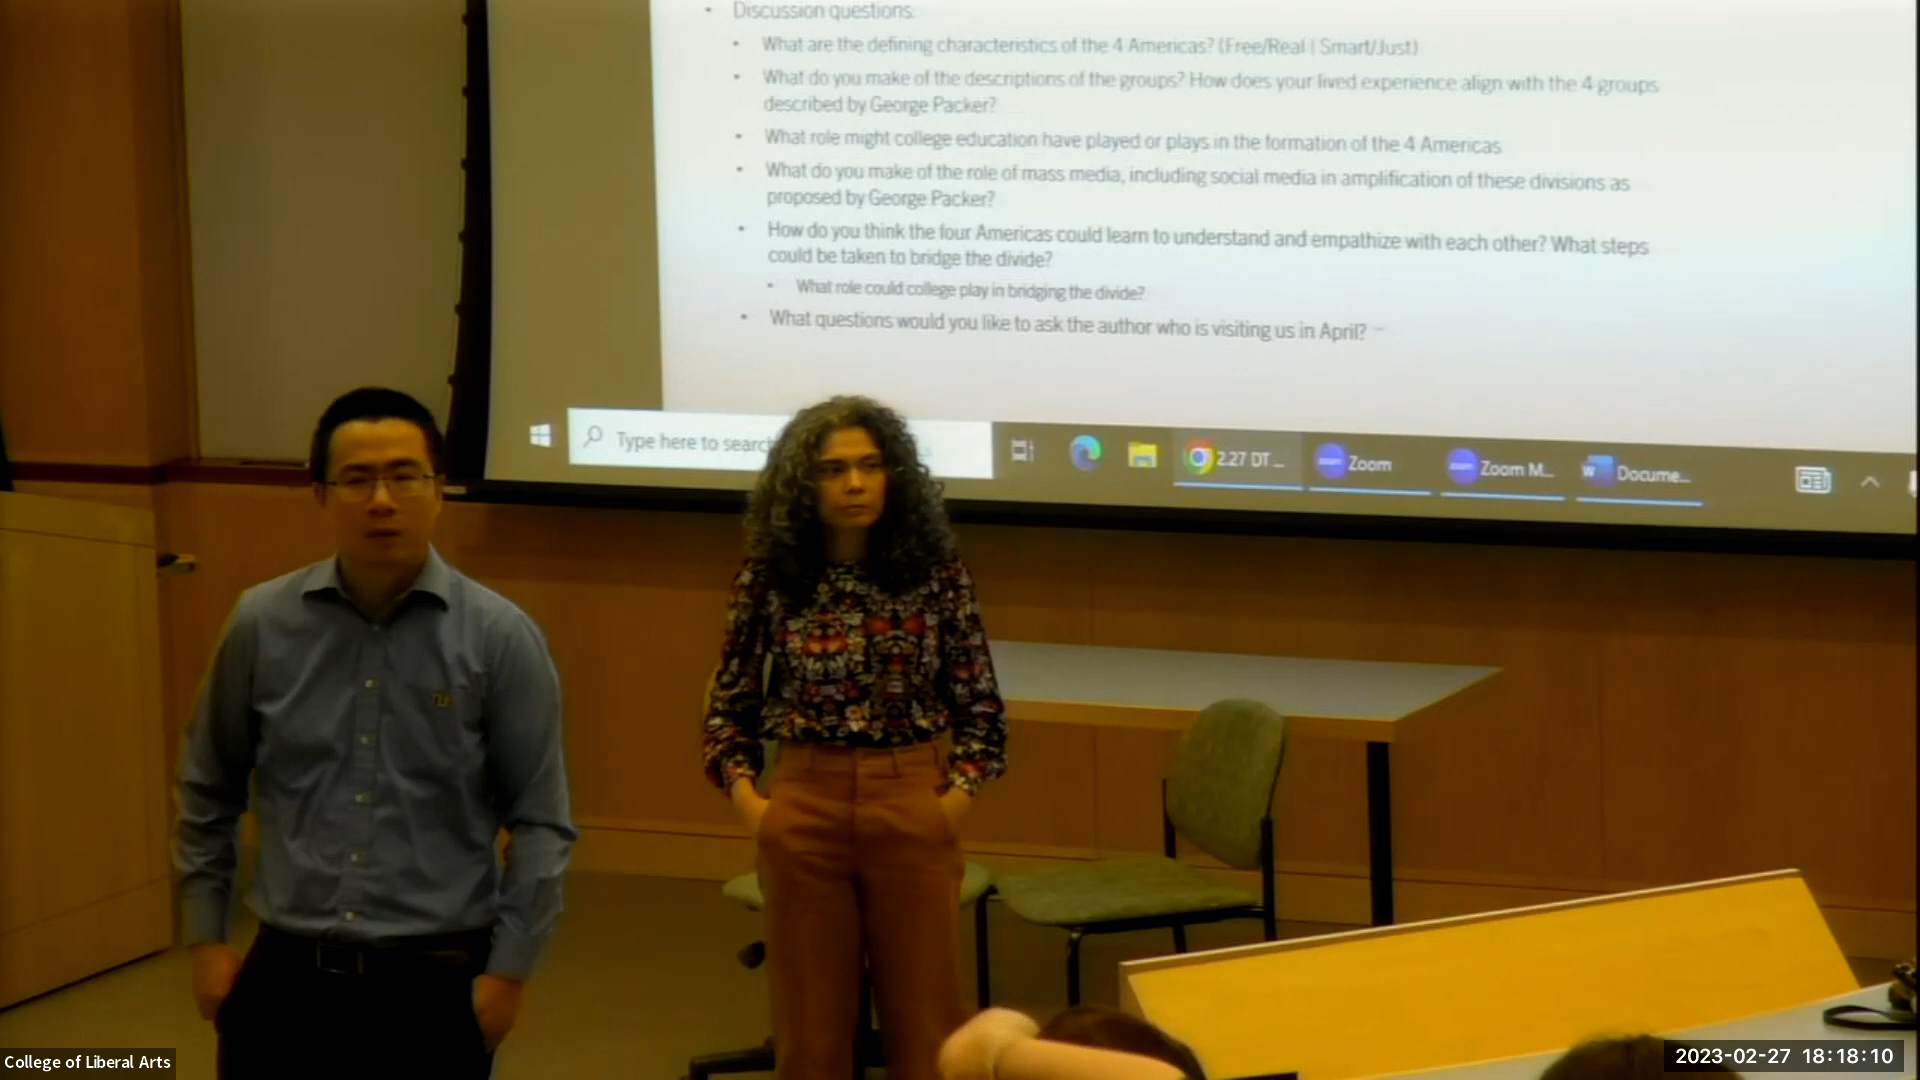 Discussion questions:
What are the defining characteristics of the 4 Americas? (Free/Real | Smart/Just)
What do you make of the descriptions of the groups? How does your lived experience align with the 4 groups
described by George Packer?
What role might college education have played or plays in the formation of the 4 Americas
What do you make of the role of mass media, including social media in amplification of these divisions as
proposed by George Packer?
How do you think the four Americas could learn to understand and empathize with each other? What steps
could be taken to bridge the divide?
What role could college play in bridging the divide?
What questions would you like to ask the author who is visiting us in April?
Type here to search
2.27 DT ...
Zoom
Zoom M...
Docume...
College of Liberal Arts
2023-02-27 18:18:10